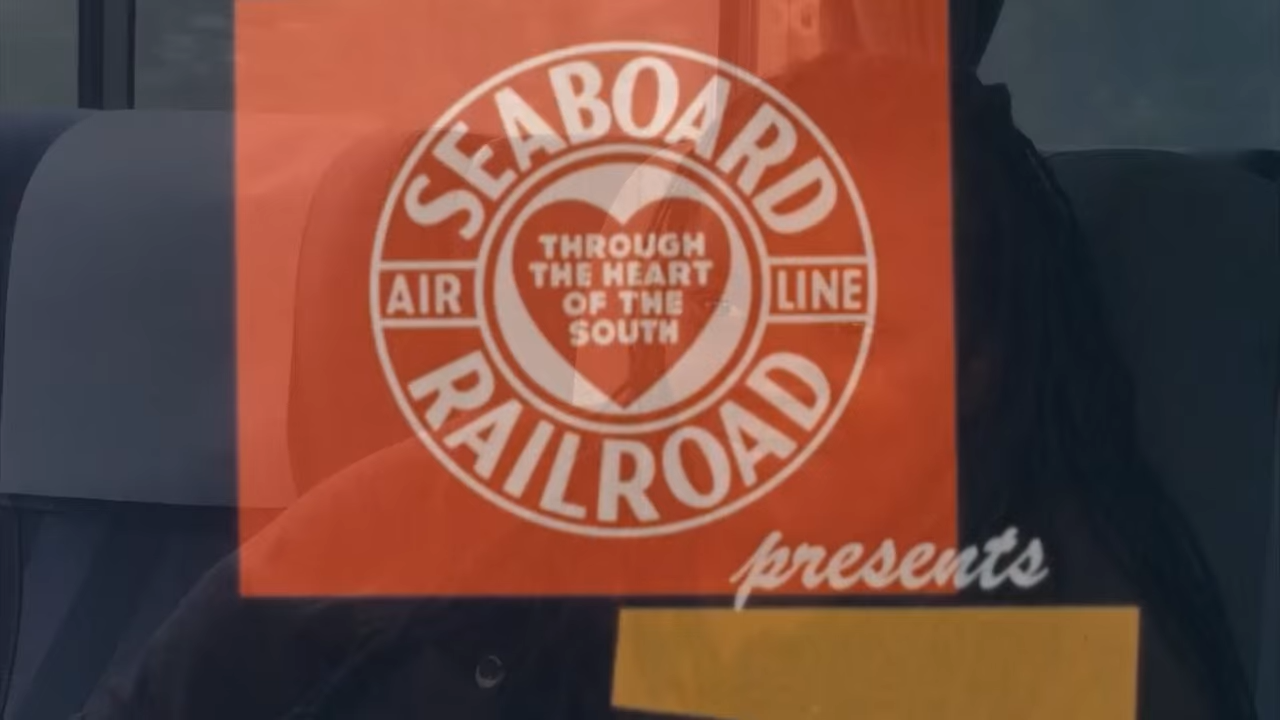 SEABOARD
AIR LINE
THROUGH
THE HEART
OF THE
SOUTH
RAILROAD
presents